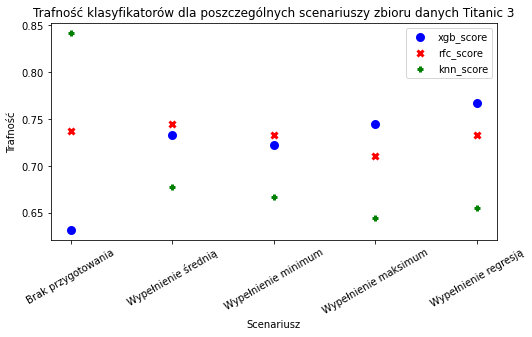 Trafność klasyfikatorów dla poszczególnych scenariuszy zbioru danych Titanic 3
xgb_score
rfc_score
knn_score
0.85
0.80
0.75
0.70
0.65
Trafność
Brak przygotowania
Wypełnienie średnią
Wypełnienie minimum
Wypełnienie maksimum
Wypełnienie regresją
Scenariusz